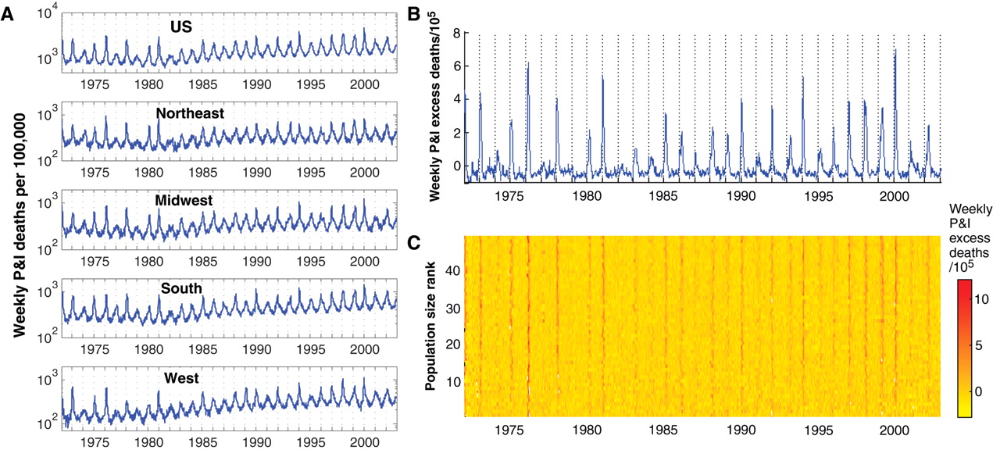 A
Weekly P&I deaths per 100,000
10^4
10^3
US
1975 1980 1985 1990 1995 2000
10^3
10^2
Northeast
1975 1980 1985 1990 1995 2000
10^3
10^2
Midwest
1975 1980 1985 1990 1995 2000
10^3
10^2
South
1975 1980 1985 1990 1995 2000
10^3
10^2
West
1975 1980 1985 1990 1995 2000
B
Weekly P&I excess deaths/10^5
8
6
4
2
0
1975 1980 1985 1990 1995 2000
C
Population size rank
40
30
20
10
1975 1980 1985 1990 1995 2000
Weekly
P&I
excess
deaths
/10^5
10
5
0